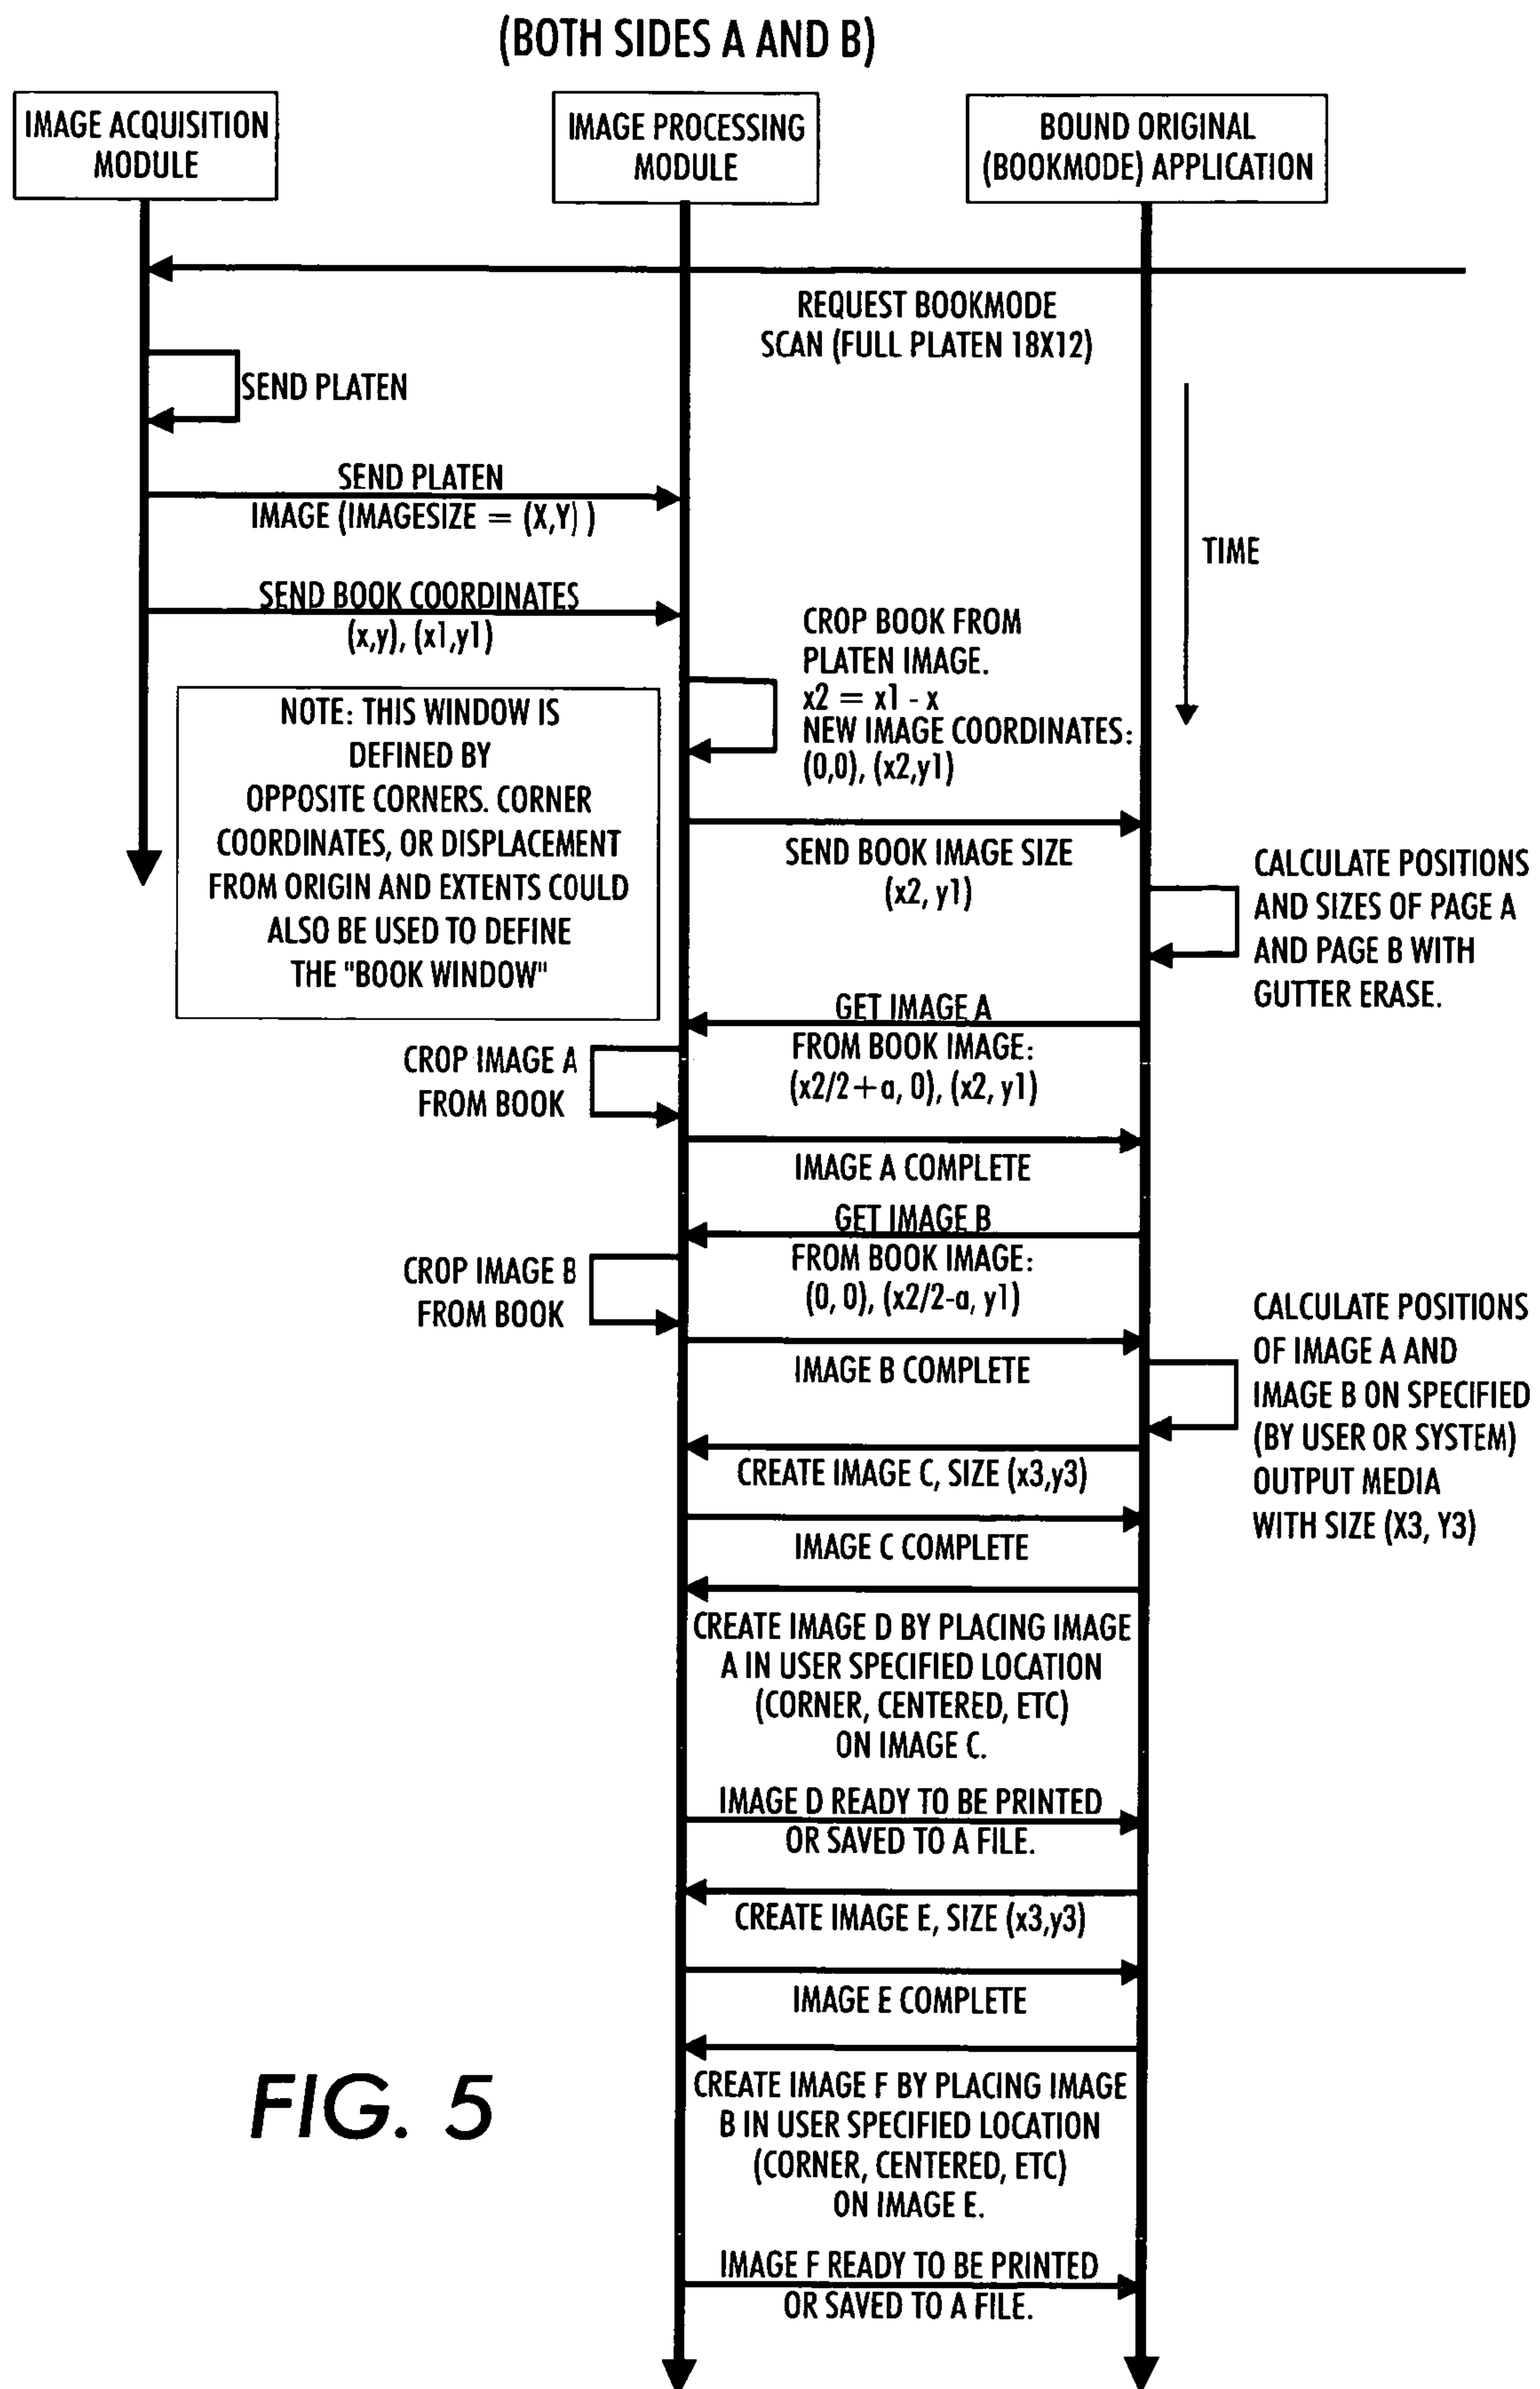 (BOTH SIDES A AND B)
IMAGE ACQUISITION
MODULE
IMAGE PROCESSING
MODULE
BOUND ORIGINAL
(BOOKMODE) APPLICATION
REQUEST BOOKMODE
SCAN (FULL PLATEN 18X12)
SEND PLATEN
SEND PLATEN
IMAGE (IMAGESIZE = (X,Y) )
TIME
SEND BOOK COORDINATES
(x,y), (x1,y1)
CROP BOOK FROM
PLATEN IMAGE.
x2 = x1 - x
NEW IMAGE COORDINATES:
(0,0), (x2,y1)
NOTE: THIS WINDOW IS
DEFINED BY
OPPOSITE CORNERS. CORNER
COORDINATES, OR DISPLACEMENT
FROM ORIGIN AND EXTENTS COULD
ALSO BE USED TO DEFINE
THE "BOOK WINDOW"
SEND BOOK IMAGE SIZE
(x2, y1)
CALCULATE POSITIONS
AND SIZES OF PAGE A
AND PAGE B WITH
GUTTER ERASE.
GET IMAGE A
FROM BOOK IMAGE:
(x2/2+a, 0), (x2, y1)
CROP IMAGE A
FROM BOOK
IMAGE A COMPLETE
GET IMAGE B
FROM BOOK IMAGE:
(0, 0), (x2/2-a, y1)
CROP IMAGE B
FROM BOOK
IMAGE B COMPLETE
CALCULATE POSITIONS
OF IMAGE A AND
IMAGE B ON SPECIFIED
(BY USER OR SYSTEM)
OUTPUT MEDIA
WITH SIZE (X3, Y3)
CREATE IMAGE C, SIZE (x3,y3)
IMAGE C COMPLETE
CREATE IMAGE D BY PLACING IMAGE
A IN USER SPECIFIED LOCATION
(CORNER, CENTERED, ETC)
ON IMAGE C.
IMAGE D READY TO BE PRINTED
OR SAVED TO A FILE.
CREATE IMAGE E, SIZE (x3,y3)
IMAGE E COMPLETE
CREATE IMAGE F BY PLACING IMAGE
B IN USER SPECIFIED LOCATION
(CORNER, CENTERED, ETC)
ON IMAGE E.
IMAGE F READY TO BE PRINTED
OR SAVED TO A FILE.
FIG. 5